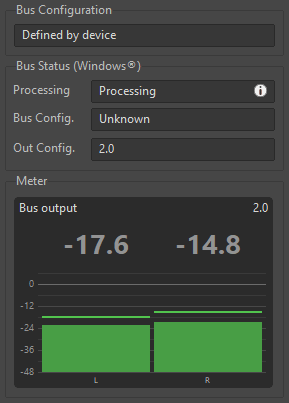 Bus Configuration
Defined by device
Bus Status (Windows®)
Processing Processing
Bus Config. Unknown
Out Config. 2.0
Meter
Bus output 2.0
-17.6 -14.8
0
-12
-24
-36
-48
L R